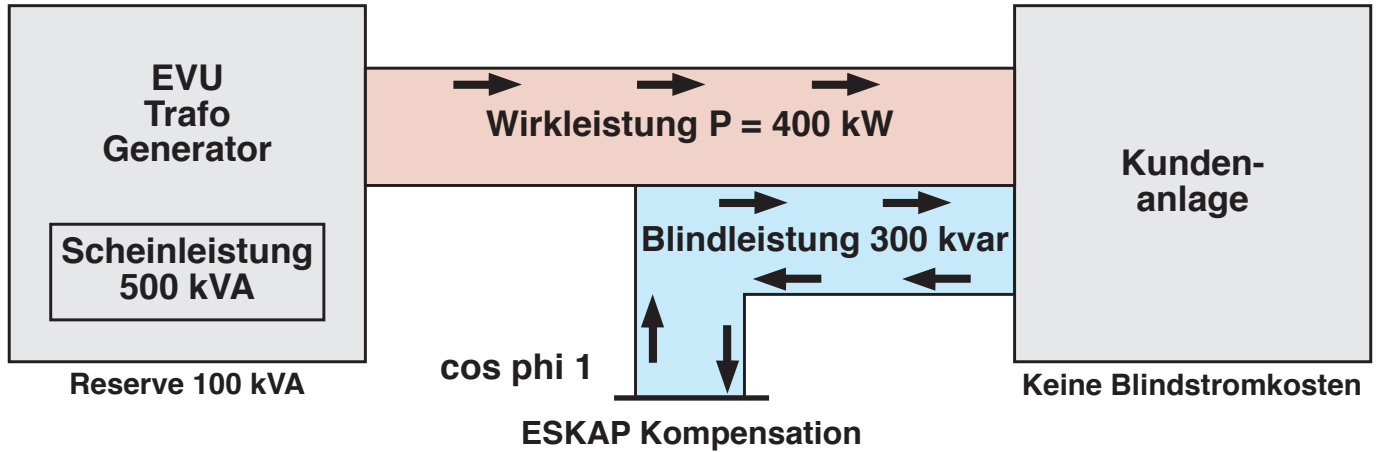 EVU
Trafo
Generator
Scheinleistung
500 kVA
Reserve 100 kVA
Wirkleistung P = 400 kW
Blindleistung 300 kvar
cos phi 1
ESKAP Kompensation
Kunden-
anlage
Keine Blindstromkosten